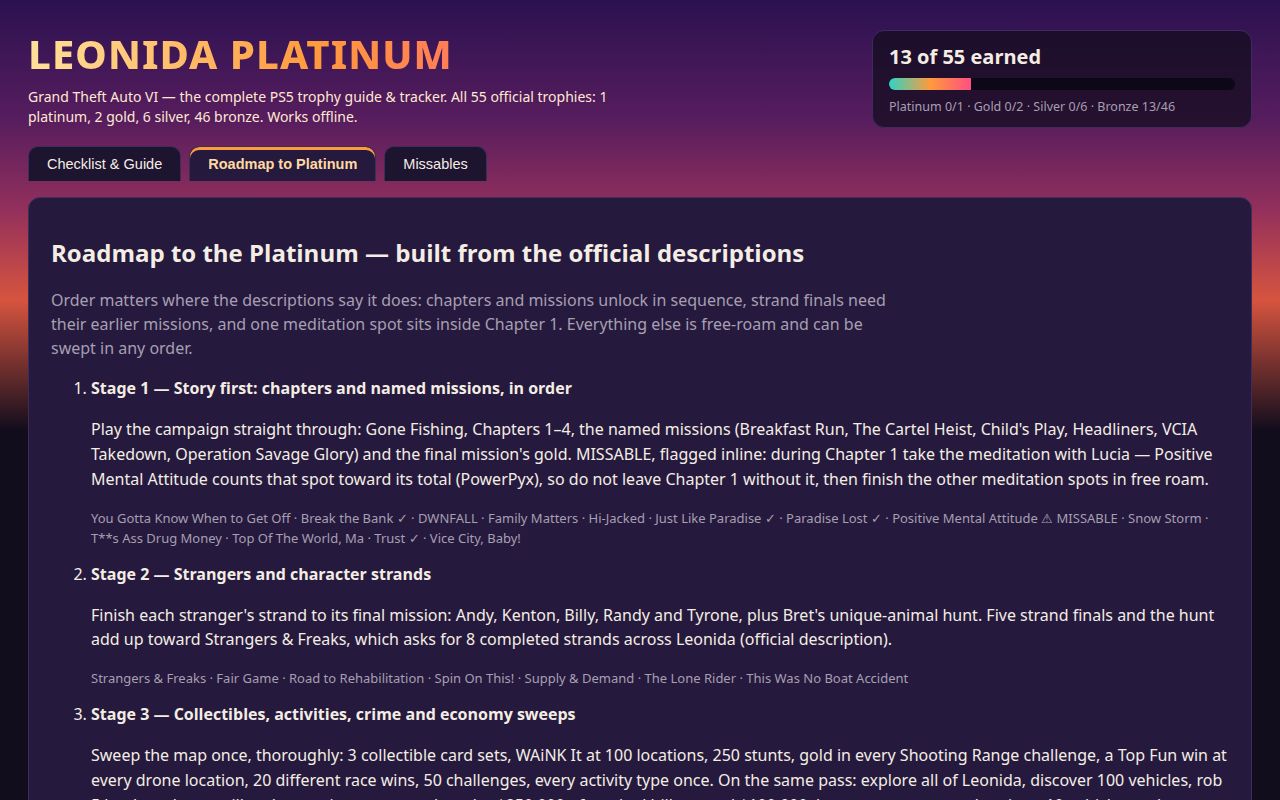 LEONIDA PLATINUM
Grand Theft Auto VI — the complete PS5 trophy guide & tracker. All 55 official trophies: 1
platinum, 2 gold, 6 silver, 46 bronze. Works offline.
13 of 55 earned
Platinum 0/1 · Gold 0/2 · Silver 0/6 · Bronze 13/46
Checklist & Guide
Roadmap to Platinum
Missables
Roadmap to the Platinum — built from the official descriptions
Order matters where the descriptions say it does: chapters and missions unlock in sequence, strand finals need
their earlier missions, and one meditation spot sits inside Chapter 1. Everything else is free-roam and can be
swept in any order.
1. Stage 1 — Story first: chapters and named missions, in order
Play the campaign straight through: Gone Fishing, Chapters 1–4, the named missions (Breakfast Run, The Cartel Heist, Child's Play, Headliners, VCIA
Takedown, Operation Savage Glory) and the final mission's gold. MISSABLE, flagged inline: during Chapter 1 take the meditation with Lucia — Positive
Mental Attitude counts that spot toward its total (PowerPyx), so do not leave Chapter 1 without it, then finish the other meditation spots in free roam.
You Gotta Know When to Get Off · Break the Bank ✓ · DWNFALL · Family Matters · Hi-Jacked · Just Like Paradise ✓ · Paradise Lost ✓ · Positive Mental Attitude ⚠ MISSABLE · Snow Storm ·
T**s Ass Drug Money · Top Of The World, Ma · Trust ✓ · Vice City, Baby!
2. Stage 2 — Strangers and character strands
Finish each stranger's strand to its final mission: Andy, Kenton, Billy, Randy and Tyrone, plus Bret's unique-animal hunt. Five strand finals and the hunt
add up toward Strangers & Freaks, which asks for 8 completed strands across Leonida (official description).
Strangers & Freaks · Fair Game · Road to Rehabilitation · Spin On This! · Supply & Demand · The Lone Rider · This Was No Boat Accident
3. Stage 3 — Collectibles, activities, crime and economy sweeps
Sweep the map once, thoroughly: 3 collectible card sets, WAiNK It at 100 locations, 250 stunts, gold in every Shooting Range challenge, a Top Fun win at
every drone location, 20 different race wins, 50 challenges, every activity type once. On the same pass: explore all of Leonida, discover 100 vehicles, rob